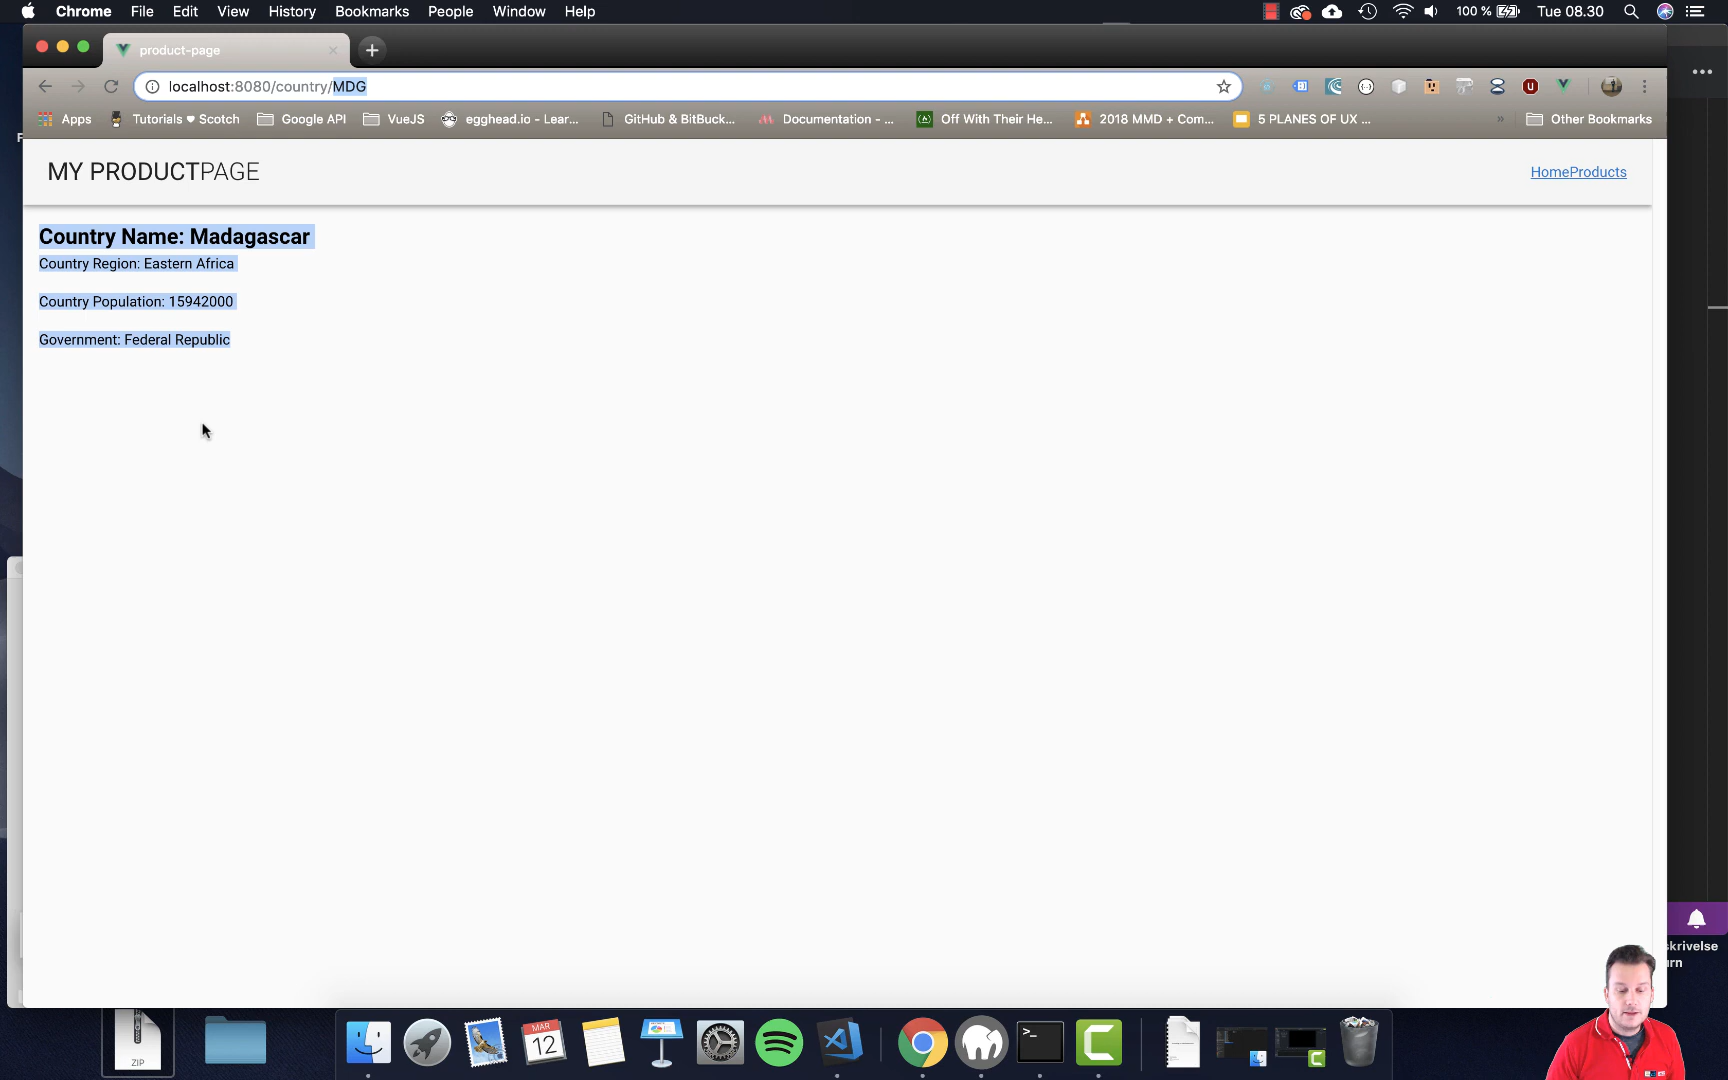 Chrome File Edit View History Bookmarks People Window Help 100 % Tue 08.30
product-page
localhost:8080/country/MDG
Apps Tutorials ♥ Scotch Google API VueJS egghead.io - Lear... GitHub & BitBuck... Documentation - ... Off With Their He... 2018 MMD + Com... 5 PLANES OF UX ... » Other Bookmarks
MY PRODUCTPAGE
HomeProducts
Country Name: Madagascar
Country Region: Eastern Africa
Country Population: 15942000
Government: Federal Republic
skrivelse
ZIP
MAR
12